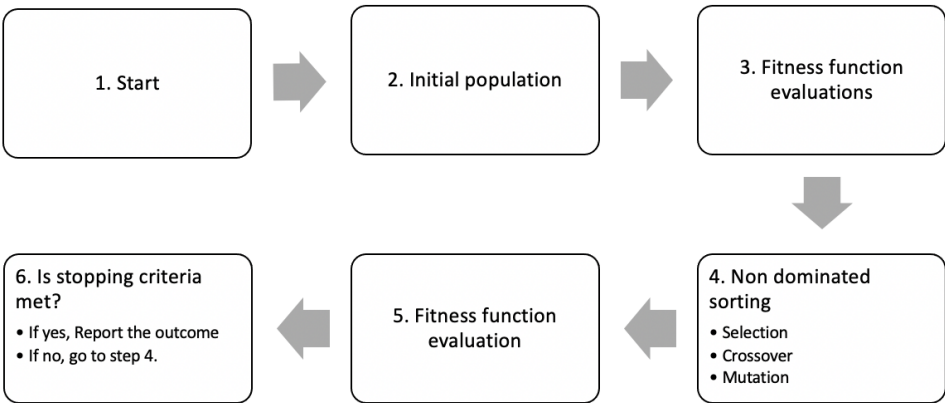 1. Start
2. Initial population
3. Fitness function
evaluations
4. Non dominated
sorting
• Selection
• Crossover
• Mutation
5. Fitness function
evaluation
6. Is stopping criteria
met?
• If yes, Report the outcome
• If no, go to step 4.